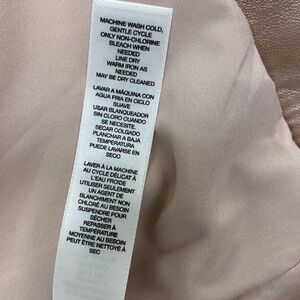 MACHINE WASH COLD,
GENTLE CYCLE
ONLY NON-CHLORINE
BLEACH WHEN
NEEDED
LINE DRY
WARM IRON AS
NEEDED
MAY BE DRY CLEANED
LAVAR A MÁQUINA CON
AGUA FRIA EN CICLO
SUAVE
USAR BLANQUEADOR
SIN CLORO CUANDO
SE NECESITE.
SECAR COLGADO
PLANCHAR A BAJA
TEMPERATURA
PUEDE LAVARSE EN
SECO
LAVER À LA MACHINE
AU CYCLE DÉLICAT À
L'EAU FROIDE
UTILISER SEULEMENT
UN AGENT DE
BLANCHIMENT NON
CHLORÉ AU BESOIN
SUSPENDRE POUR
SÉCHER
REPASSER À
TEMPÉRATURE
MOYENNE AU BESOIN
PEUT ÊTRE NETTOYÉ À
SEC